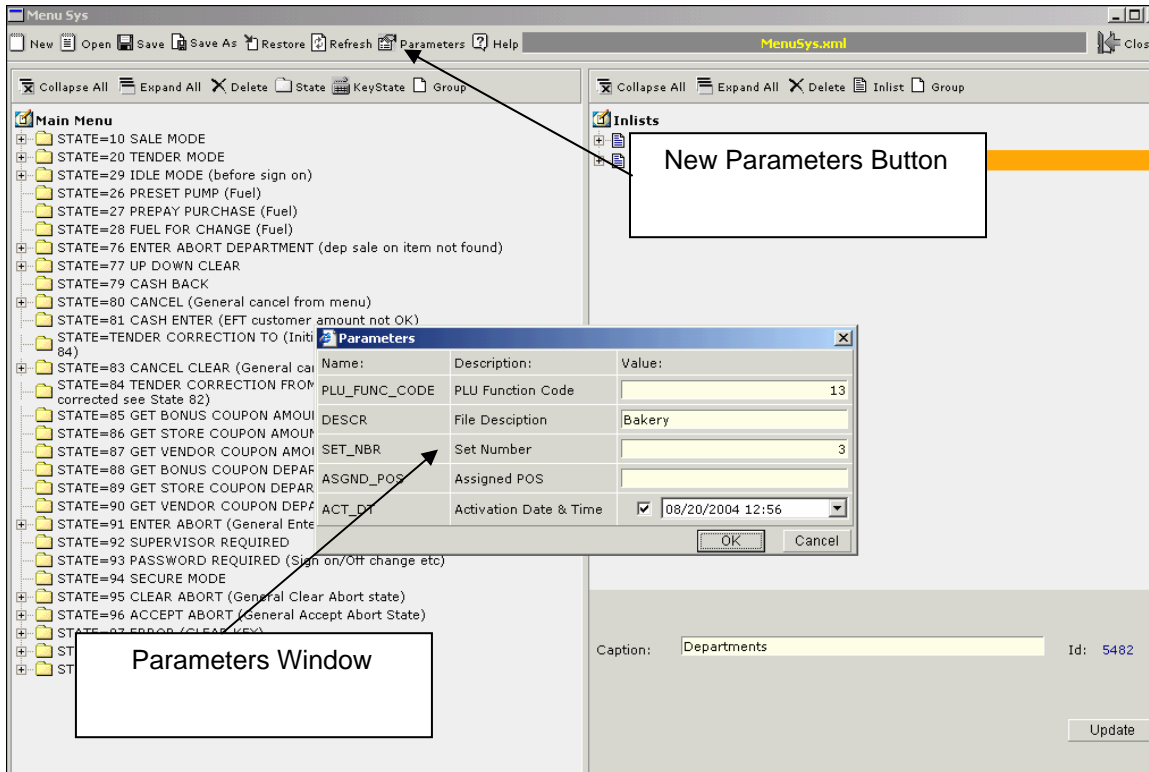 Menu Sys
New Open Save Save As Restore Refresh Parameters Help MenuSys.xml Clos
Collapse All Expand All Delete State KeyState Group
Collapse All Expand All Delete Inlist Group
Main Menu
Inlists
New Parameters Button
STATE=10 SALE MODE
STATE=20 TENDER MODE
STATE=29 IDLE MODE (before sign on)
STATE=26 PRESET PUMP (Fuel)
STATE=27 PREPAY PURCHASE (Fuel)
STATE=28 FUEL FOR CHANGE (Fuel)
STATE=76 ENTER ABORT DEPARTMENT (dep sale on item not found)
STATE=77 UP DOWN CLEAR
STATE=79 CASH BACK
STATE=80 CANCEL (General cancel from menu)
STATE=81 CASH ENTER (EFT customer amount not OK)
STATE=TENDER CORRECTION TO (Initi
84)
STATE=83 CANCEL CLEAR (General ca
STATE=84 TENDER CORRECTION FROM
corrected see State 82)
STATE=85 GET BONUS COUPON AMOU
STATE=86 GET STORE COUPON AMOUN
STATE=87 GET VENDOR COUPON AMO
STATE=88 GET BONUS COUPON DEPAR
STATE=89 GET STORE COUPON DEPAR
STATE=90 GET VENDOR COUPON DEPA
STATE=91 ENTER ABORT (General Ente
STATE=92 SUPERVISOR REQUIRED
STATE=93 PASSWORD REQUIRED (Sign on/Off change etc)
STATE=94 SECURE MODE
STATE=95 CLEAR ABORT (General Clear Abort state)
STATE=96 ACCEPT ABORT (General Accept Abort State)
STATE=97 ERROR (CLEAR KEY)
ST
ST
Parameters Window
Parameters
Name: Description: Value:
PLU_FUNC_CODE PLU Function Code 13
DESCR File Desciption Bakery
SET_NBR Set Number 3
ASGND_POS Assigned POS
ACT_DT Activation Date & Time 08/20/2004 12:56
OK Cancel
Caption: Departments Id: 5482
Update